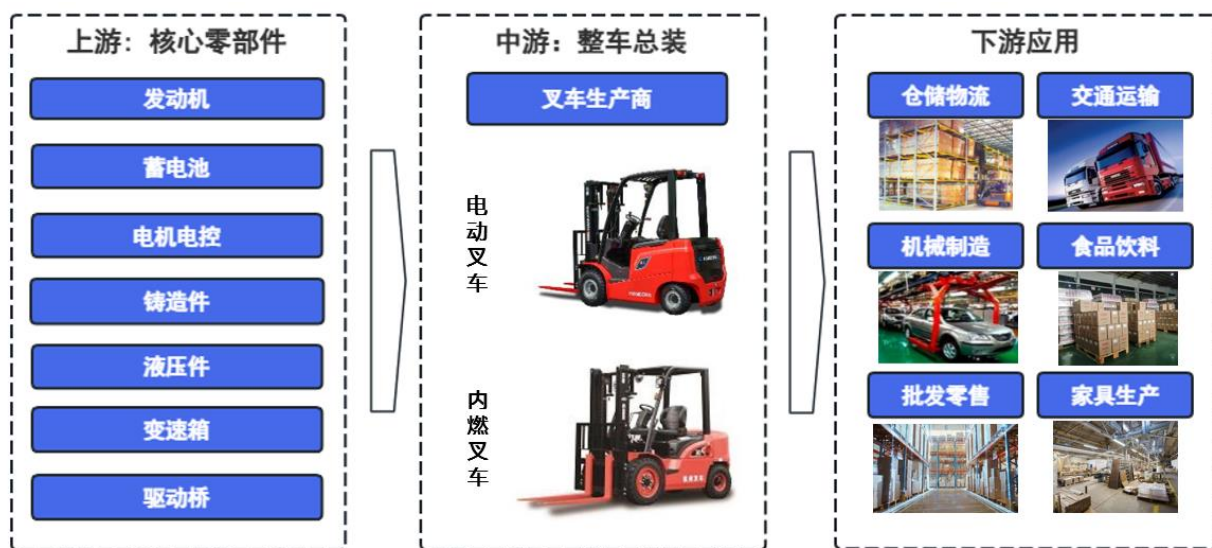 上游：核心零部件
发动机
蓄电池
电机电控
铸造件
液压件
变速箱
驱动桥
中游：整车总装
叉车生产商
电动叉车
内燃叉车
下游应用
仓储物流
交通运输
机械制造
食品饮料
批发零售
家具生产